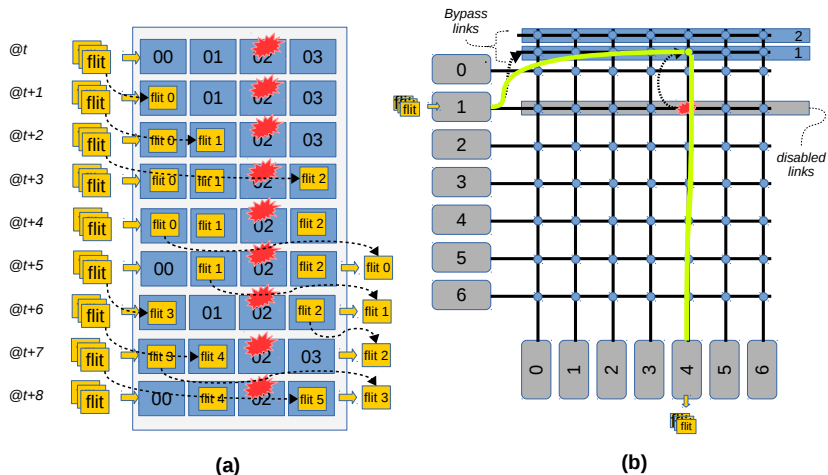 @t
flit
00 01 02 03
@t+1
flit
flit 0 01 02 03
@t+2
flit
flit 0 flit 1 02 03
@t+3
flit
flit 0 flit 1 02 flit 2
@t+4
flit
flit 0 flit 1 02 flit 2
@t+5
flit
00 flit 1 02 flit 2 flit 0
@t+6
flit
flit 3 01 02 flit 2 flit 1
@t+7
flit
flit 3 flit 4 02 03 flit 2
@t+8
flit
00 flit 4 02 flit 5 flit 3
(a)
Bypass
links
2
1
0
flit
1
2
3
4
5
6
disabled
links
0 1 2 3 4 5 6
flit
(b)